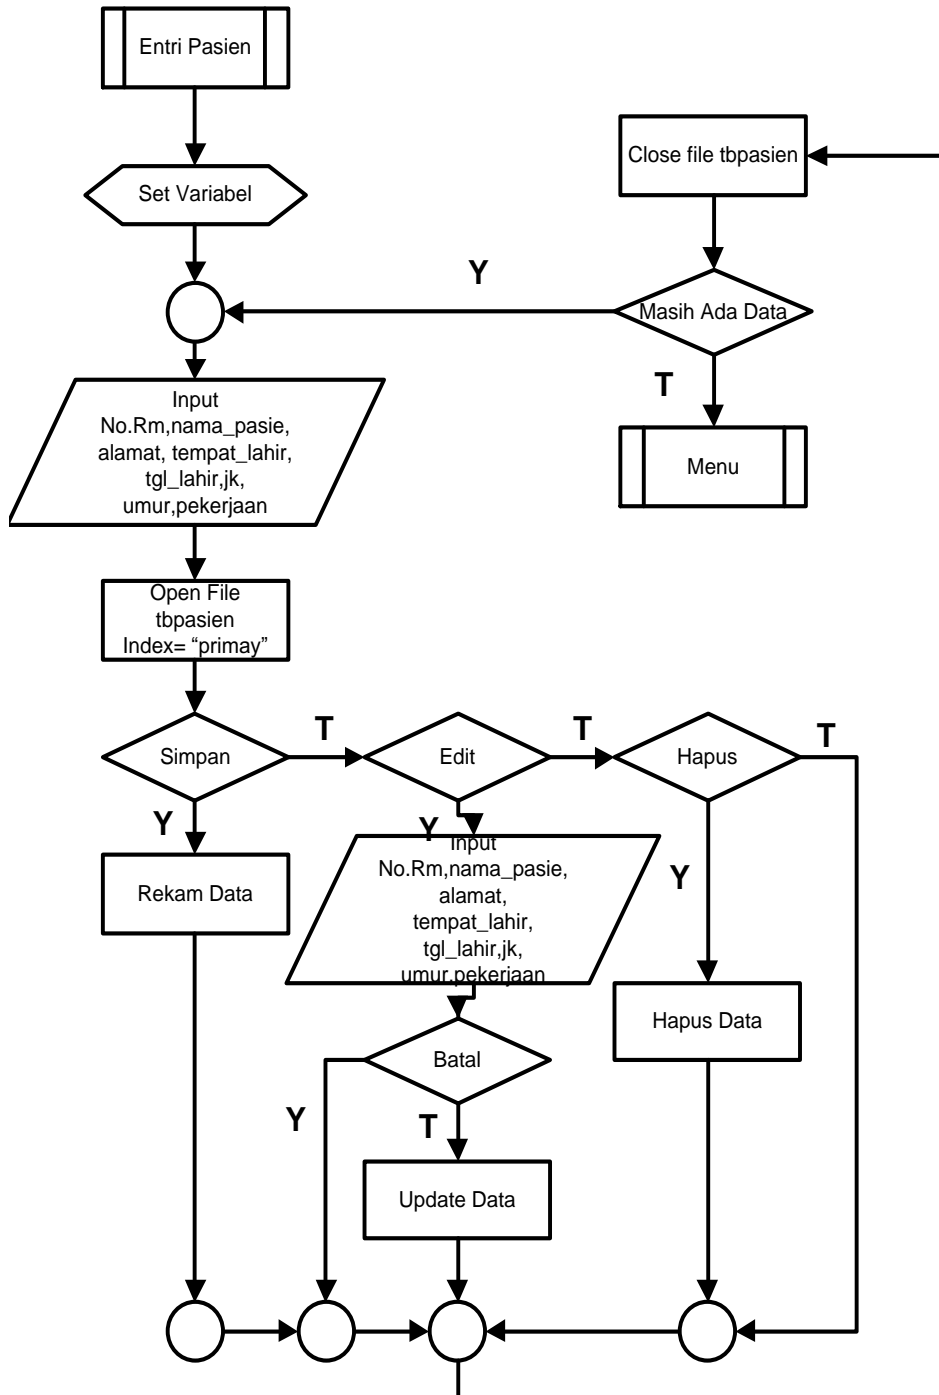 Entri Pasien
Set Variabel
Close file tbpasien
Y
Masih Ada Data
T
Menu
Input
No.Rm,nama_pasie,
alamat, tempat_lahir,
tgl_lahir,jk,
umur,pekerjaan
Open File
tbpasien
Index= “primay”
Simpan
T
Edit
T
Hapus
T
Y
Rekam Data
Y
Input
No.Rm,nama_pasie,
alamat,
tempat_lahir,
tgl_lahir,jk,
umur,pekerjaan
Y
Hapus Data
Batal
Y
T
Update Data